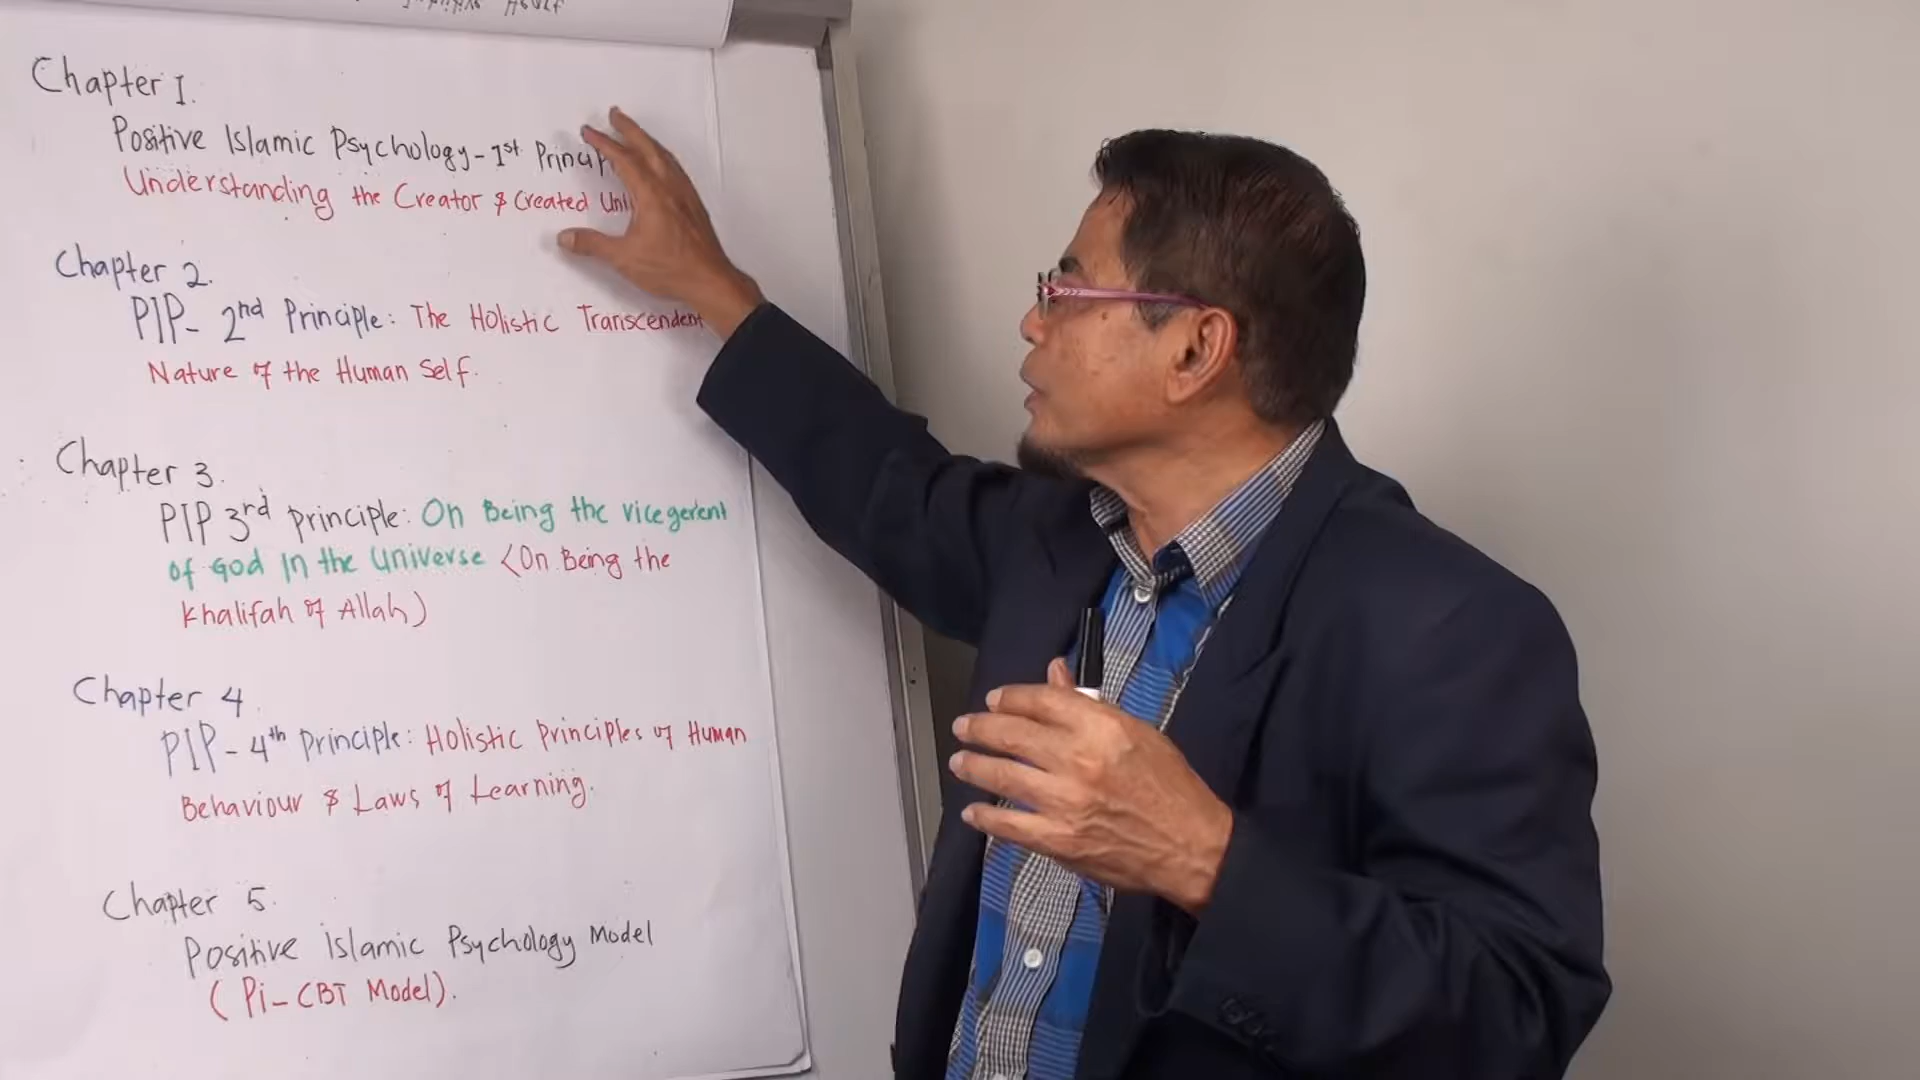 Chapter 1.
Positive Islamic Psychology - 1st
Understanding the Creator & Created
Chapter 2.
PIP- 2nd Principle: The Holistic Transcendent
Nature of the Human Self.
Chapter 3.
PIP 3rd principle: On Being the vicegerent
of God In the Universe (On Being the
Khalifah of Allah)
Chapter 4.
PIP - 4th Principle: Holistic Principles of Human
Behaviour & Laws of Learning.
Chapter 5.
Positive Islamic Psychology Model
( Pi-CBT Model).